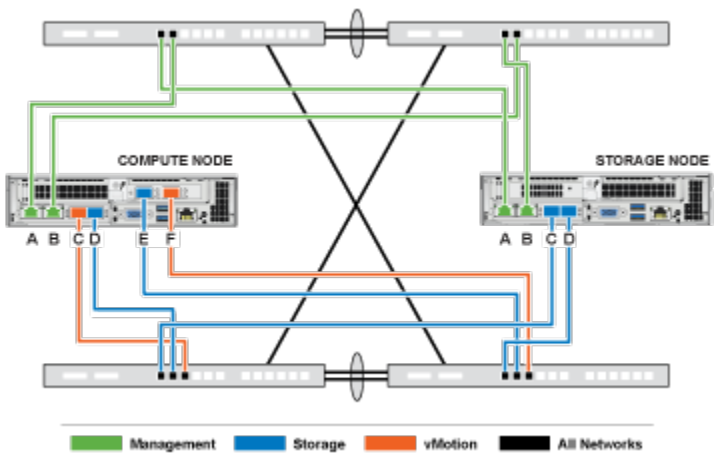 COMPUTE NODE
STORAGE NODE
A B C D E F
A B C D
Management Storage vMotion All Networks